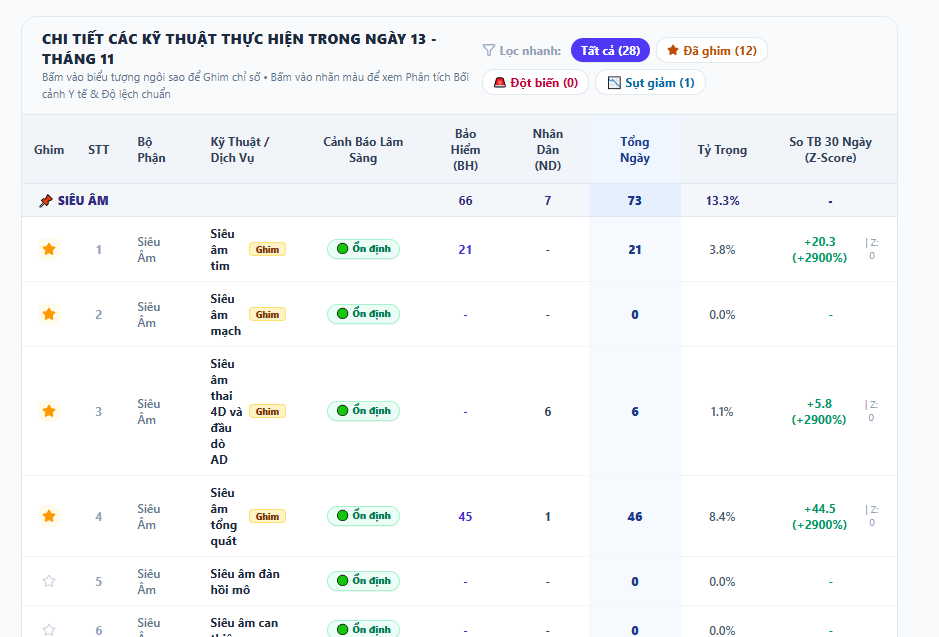 CHI TIẾT CÁC KỸ THUẬT THỰC HIỆN TRONG NGÀY 13 -
THÁNG 11
Bấm vào biểu tượng ngôi sao để Ghim chỉ số • Bấm vào nhãn màu để xem Phân tích Bối
cảnh Y tế & Độ lệch chuẩn
Lọc nhanh: Tất cả (28) Đã ghim (12)
Đột biến (0) Sụt giảm (1)
Ghim STT Bộ Phận Kỹ Thuật / Dịch Vụ Cảnh Báo Lâm Sàng Bảo Hiểm (BH) Nhân Dân (ND) Tổng Ngày Tỷ Trọng So TB 30 Ngày (Z-Score)
SIÊU ÂM 66 7 73 13.3% -
1 Siêu Âm Siêu âm tim Ghim Ổn định 21 - 21 3.8% +20.3 (+2900%) | Z: 0
2 Siêu Âm Siêu âm mạch Ghim Ổn định - - 0 0.0% -
3 Siêu Âm Siêu âm thai 4D và đầu dò AD Ghim Ổn định - 6 6 1.1% +5.8 (+2900%) | Z: 0
4 Siêu Âm Siêu âm tổng quát Ghim Ổn định 45 1 46 8.4% +44.5 (+2900%) | Z: 0
5 Siêu Âm Siêu âm đàn hồi mô Ổn định - - 0 0.0% -
6 Siêu Siêu âm can Ổn định - - 0 0.0% -